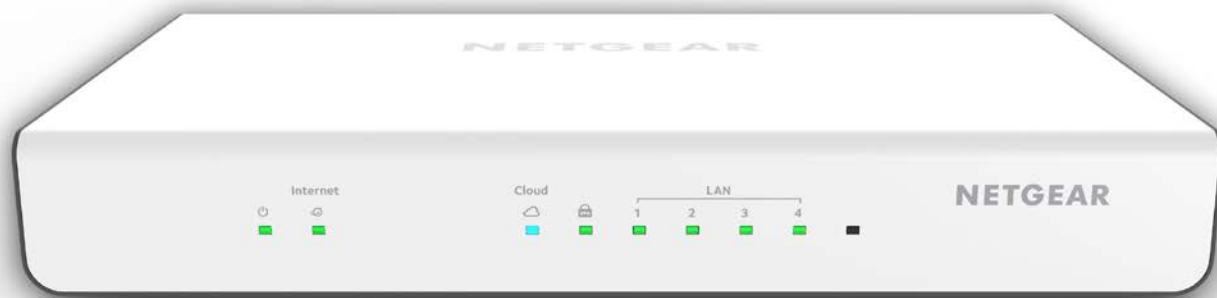 NETGEAR
Internet
Cloud
LAN
1 2 3 4
NETGEAR